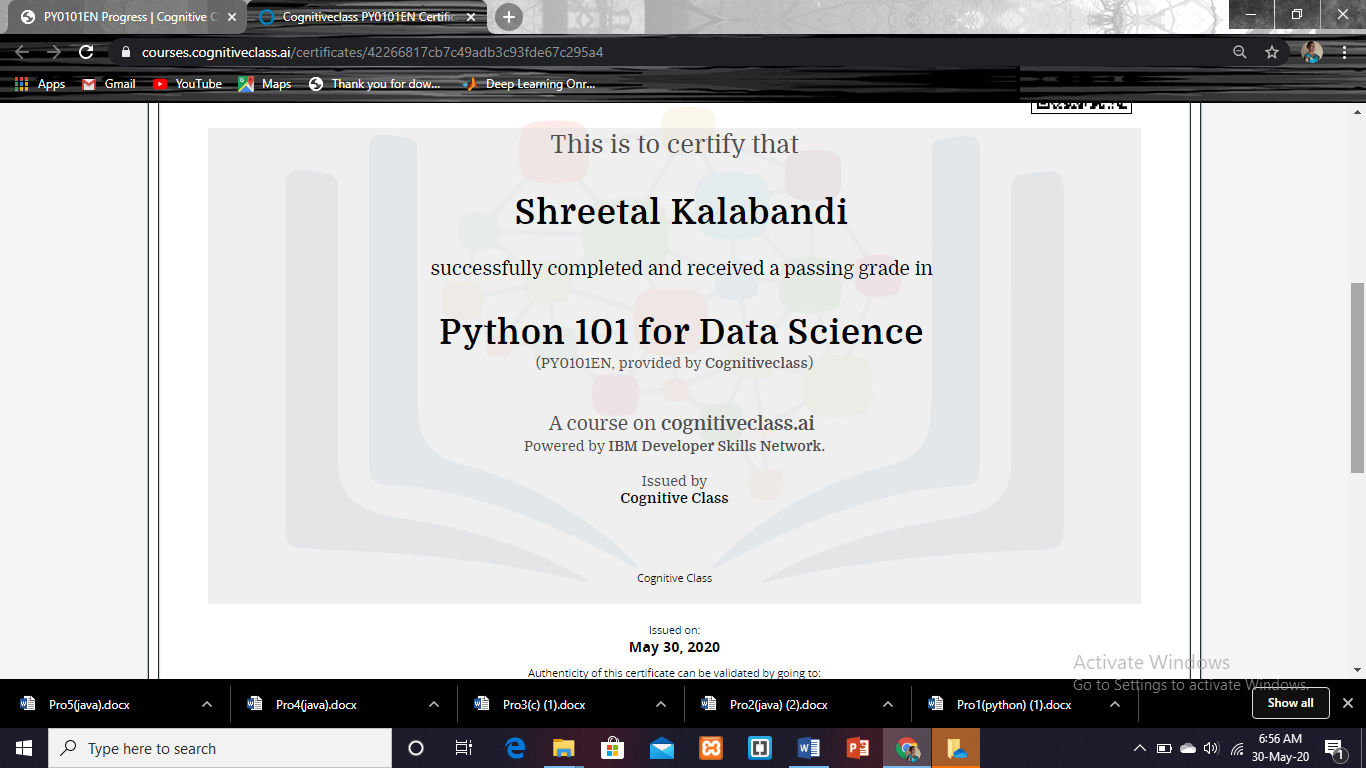 PY0101EN Progress | Cognitive C
Cognitiveclass PY0101EN Certific
courses.cognitiveclass.ai/certificates/42266817cb7c49adb3c93fde67c295a4
Apps
Gmail
YouTube
Maps
Thank you for dow...
Deep Learning Onr...
This is to certify that
Shreetal Kalabandi
successfully completed and received a passing grade in
Python 101 for Data Science
(PY0101EN, provided by Cognitiveclass)
A course on cognitiveclass.ai
Powered by IBM Developer Skills Network.
Issued by
Cognitive Class
Cognitive Class
Issued on:
May 30, 2020
Authenticity of this certificate can be validated by going to:
Activate Windows
Go to Settings to activate Windows.
Pro5(java).docx
Pro4(java).docx
Pro3(c) (1).docx
Pro2(java) (2).docx
Pro1(python) (1).docx
Show all
Type here to search
6:56 AM
30-May-20
1